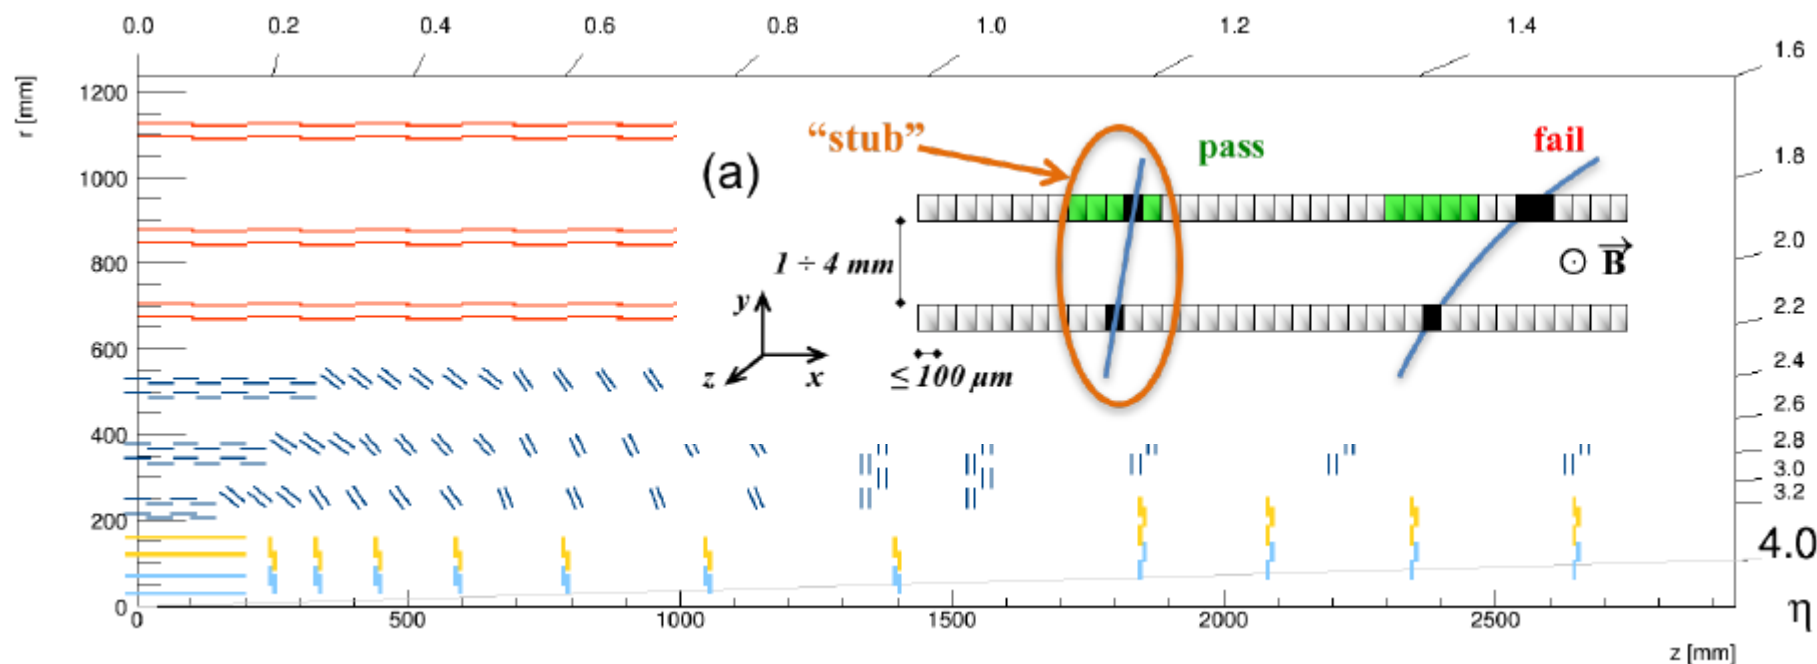 0.0 0.2 0.4 0.6 0.8 1.0 1.2 1.4 1.6
r [mm]
1200
1000
800
600
400
200
0
(a)
“stub”
pass
fail
1 ÷ 4 mm
B
y
z
x
≤ 100 μm
1.8
2.0
2.2
2.4
2.6
2.8
3.0
3.2
4.0
η
0 500 1000 1500 2000 2500
z [mm]